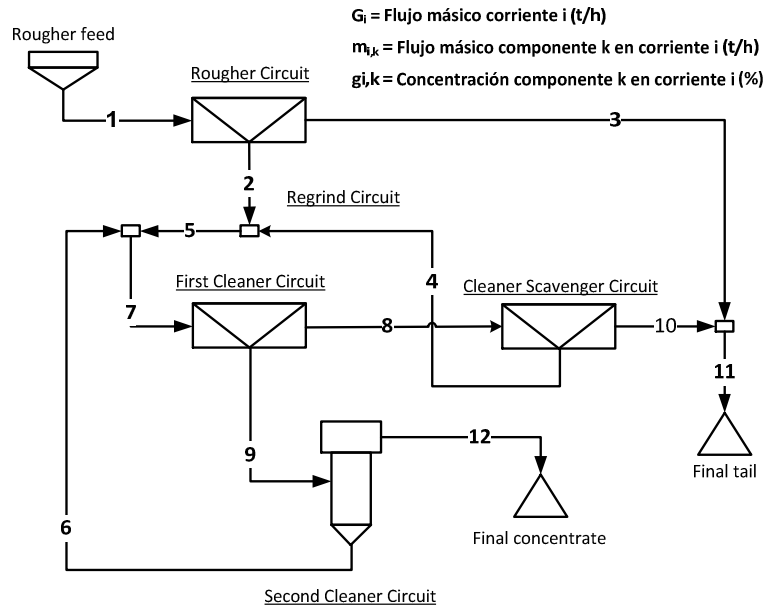 Gi = Flujo másico corriente i (t/h)
Rougher feed
mi,k = Flujo másico componente k en corriente i (t/h)
Rougher Circuit
gi,k = Concentración componente k en corriente i (%)
1
3
2
Regrind Circuit
5
4
First Cleaner Circuit
Cleaner Scavenger Circuit
7
8
10
11
9
12
Final tail
6
Final concentrate
Second Cleaner Circuit